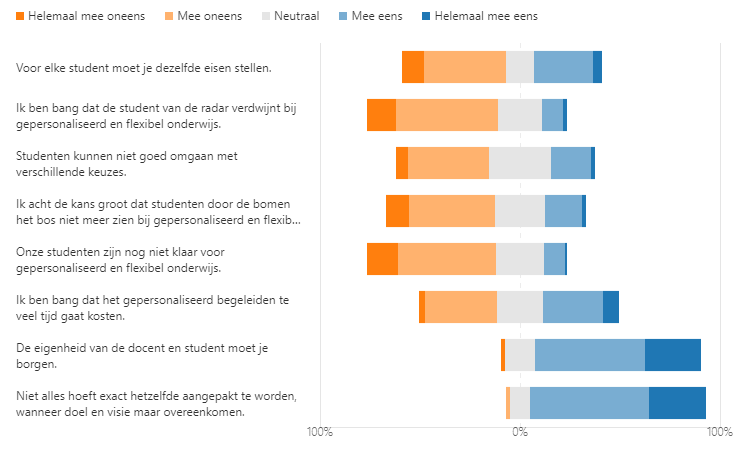 Helemaal mee oneens Mee oneens Neutraal Mee eens Helemaal mee eens
Voor elke student moet je dezelfde eisen stellen.
Ik ben bang dat de student van de radar verdwijnt bij
gepersonaliseerd en flexibel onderwijs.
Studenten kunnen niet goed omgaan met
verschillende keuzes.
Ik acht de kans groot dat studenten door de bomen
het bos niet meer zien bij gepersonaliseerd en flexib...
Onze studenten zijn nog niet klaar voor
gepersonaliseerd en flexibel onderwijs.
Ik ben bang dat het gepersonaliseerd begeleiden te
veel tijd gaat kosten.
De eigenheid van de docent en student moet je
borgen.
Niet alles hoeft exact hetzelfde aangepakt te worden,
wanneer doel en visie maar overeenkomen.
100% 0% 100%